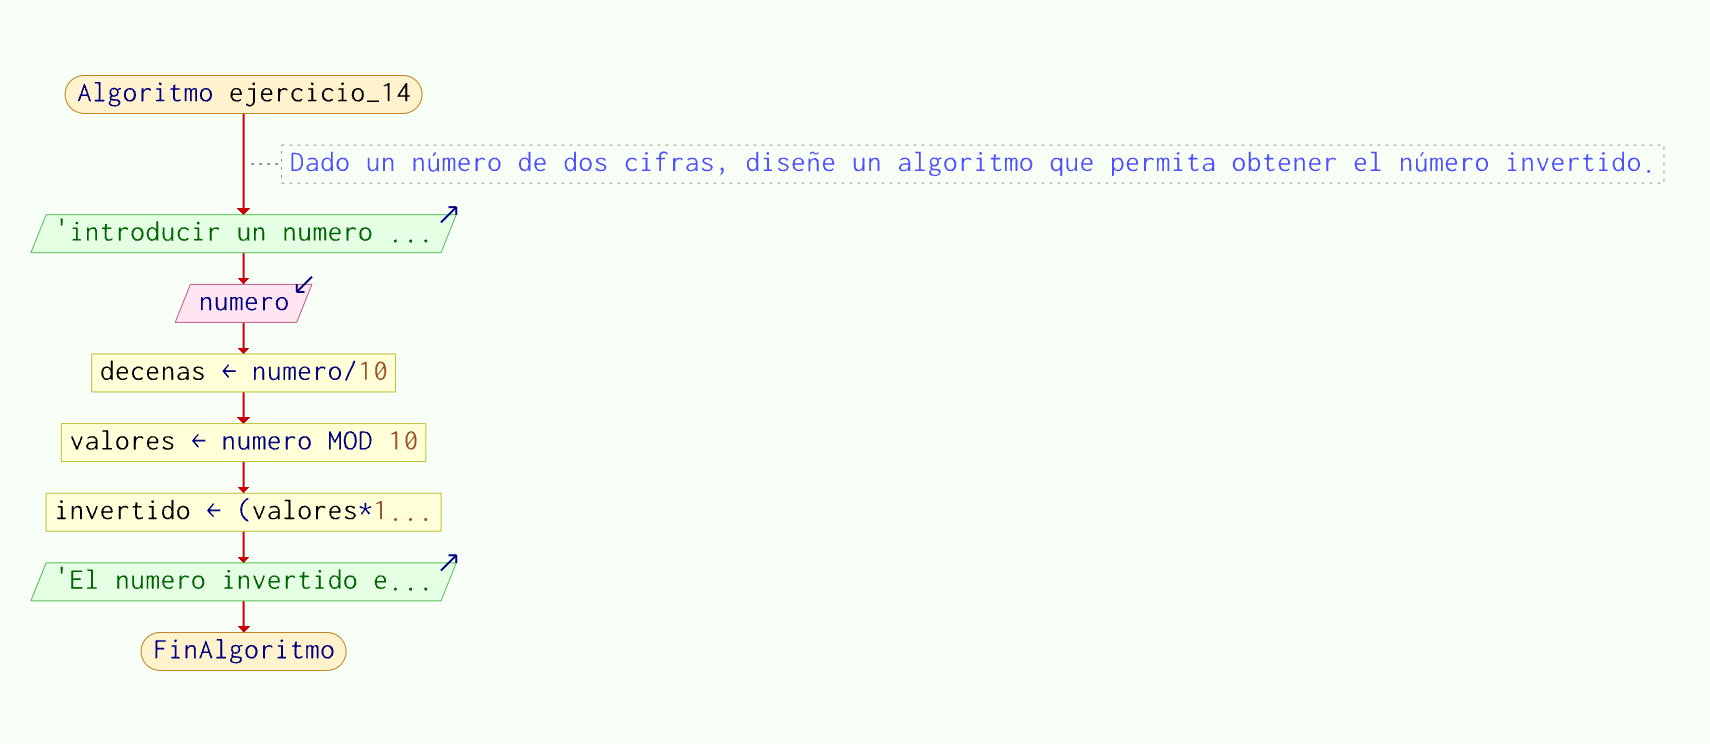 Algoritmo ejercicio_14
Dado un número de dos cifras, diseñe un algoritmo que permita obtener el número invertido.
'introducir un numero ...
numero
decenas ← numero/10
valores ← numero MOD 10
invertido ← (valores*1...
'El numero invertido e...
FinAlgoritmo